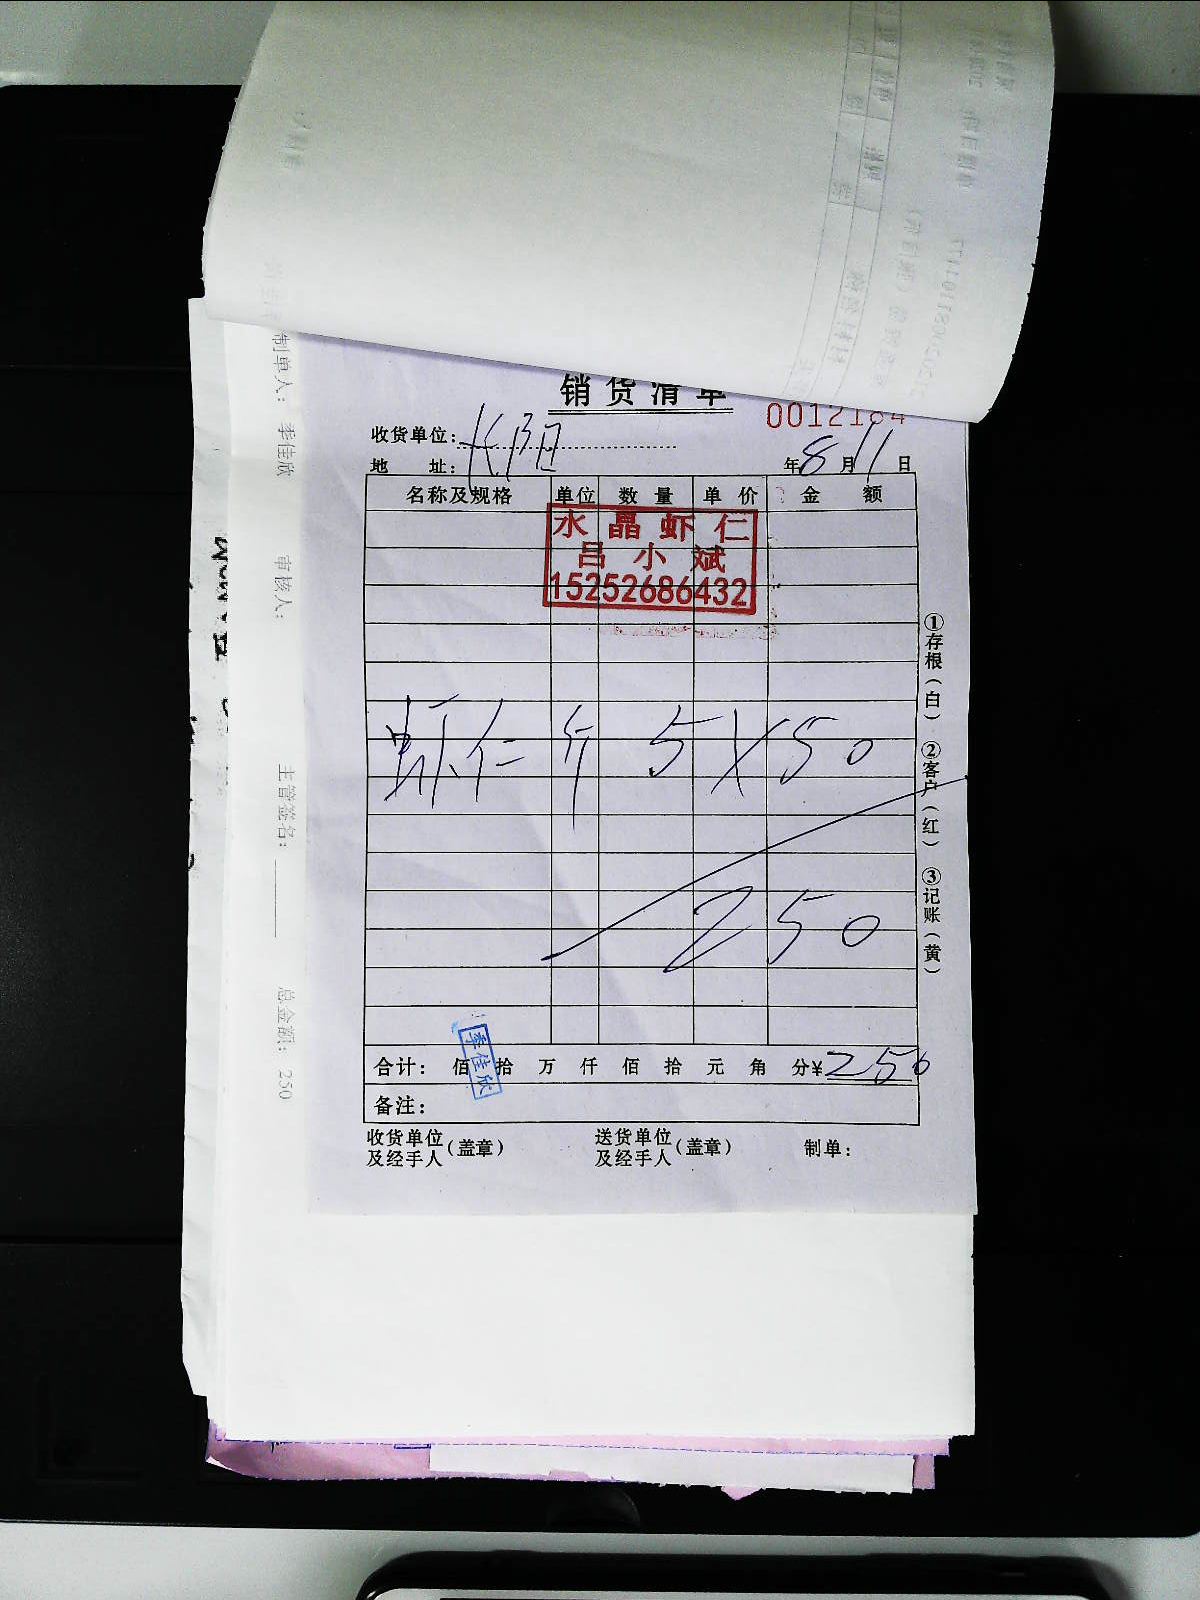 销货清单
0012184
收货单位:
地 址: 年 8 月 11 日
名称及规格 单位 数量 单价 金额
水晶虾仁
吕小斌
15252686432
虾仁 斤 5 X 50
250
合计: 佰 拾 万 仟 佰 拾 元 角 分¥ 250
季佳欣
备注:
收货单位及经手人(盖章) 送货单位及经手人(盖章) 制单:
①存根(白) ②客户(红) ③记账(黄)
制单人: 季佳欣 审核人: 主管签名: 总金额: 250